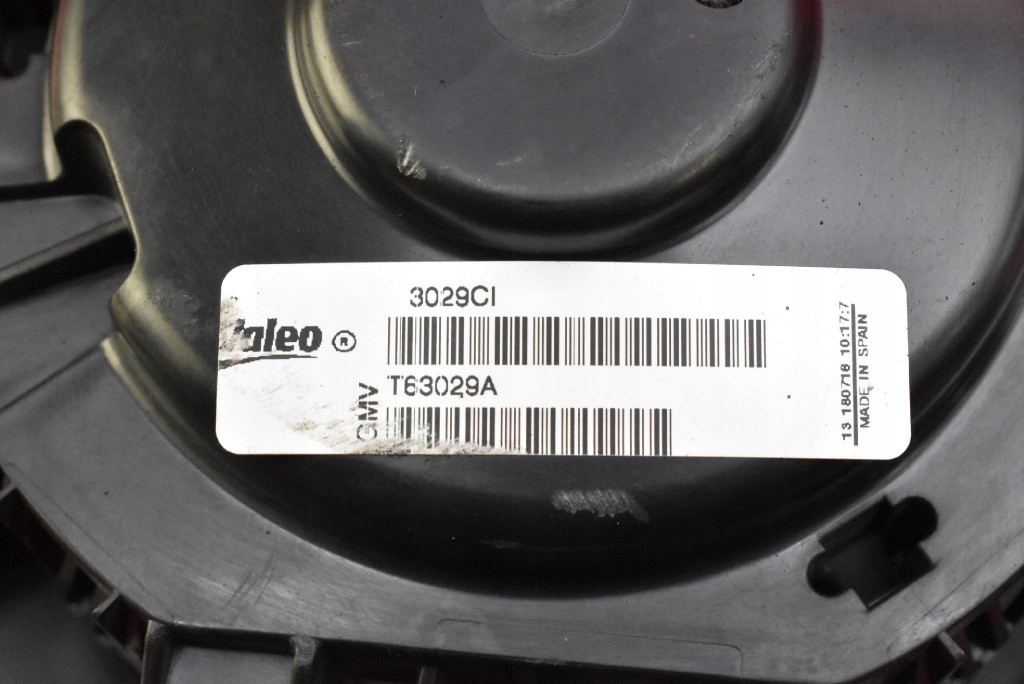 3029CI
Valeo ®
T63029A
GMV
13 180718 10:17:7
MADE IN SPAIN